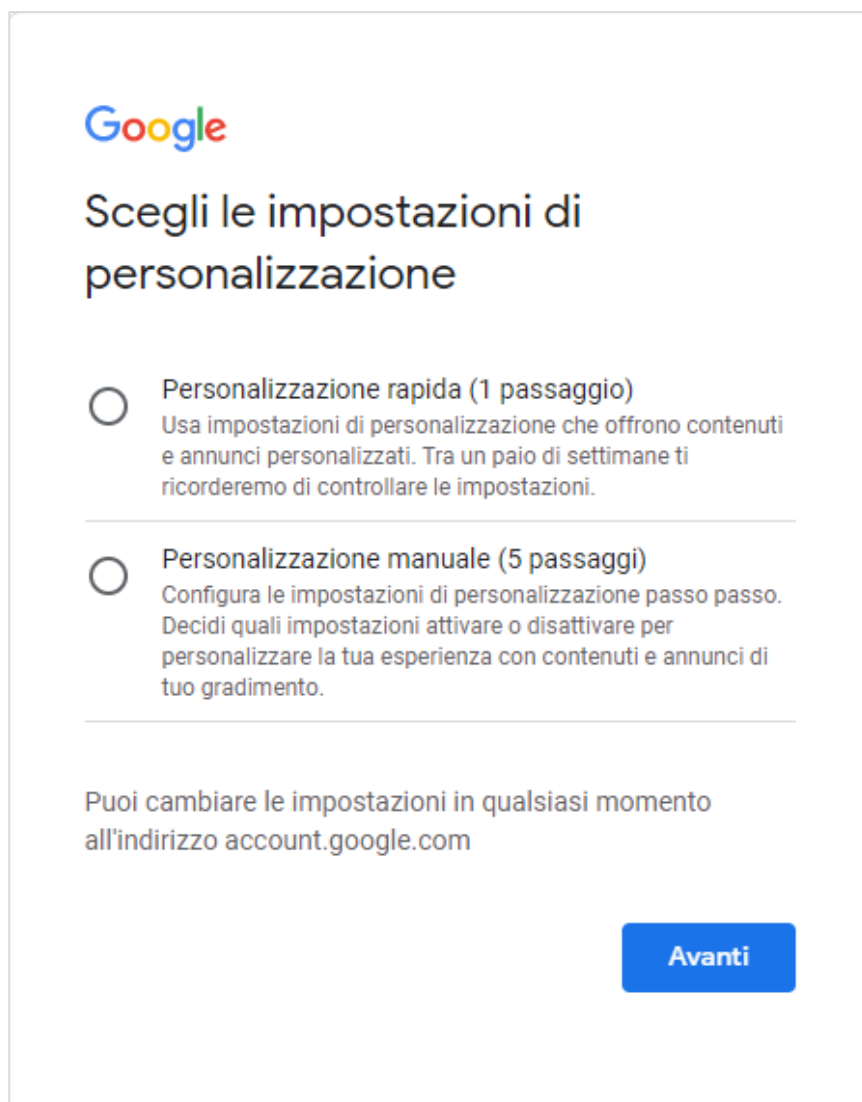 Google
Scegli le impostazioni di
personalizzazione
Personalizzazione rapida (1 passaggio)
Usa impostazioni di personalizzazione che offrono contenuti
e annunci personalizzati. Tra un paio di settimane ti
ricorderemo di controllare le impostazioni.
Personalizzazione manuale (5 passaggi)
Configura le impostazioni di personalizzazione passo passo.
Decidi quali impostazioni attivare o disattivare per
personalizzare la tua esperienza con contenuti e annunci di
tuo gradimento.
Puoi cambiare le impostazioni in qualsiasi momento
all'indirizzo account.google.com
Avanti